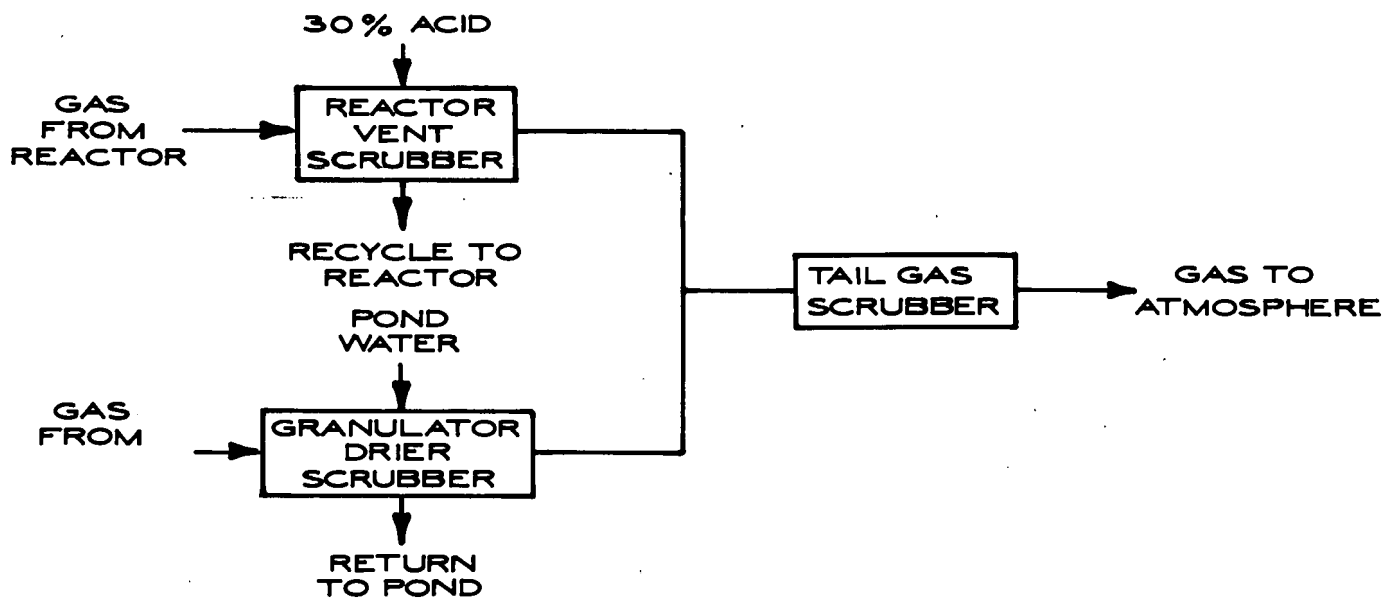 30% ACID
GAS
FROM
REACTOR
REACTOR
VENT
SCRUBBER
RECYCLE TO
REACTOR
TAIL GAS
SCRUBBER
GAS TO
ATMOSPHERE
POND
WATER
GAS
FROM
GRANULATOR
DRIER
SCRUBBER
RETURN
TO POND